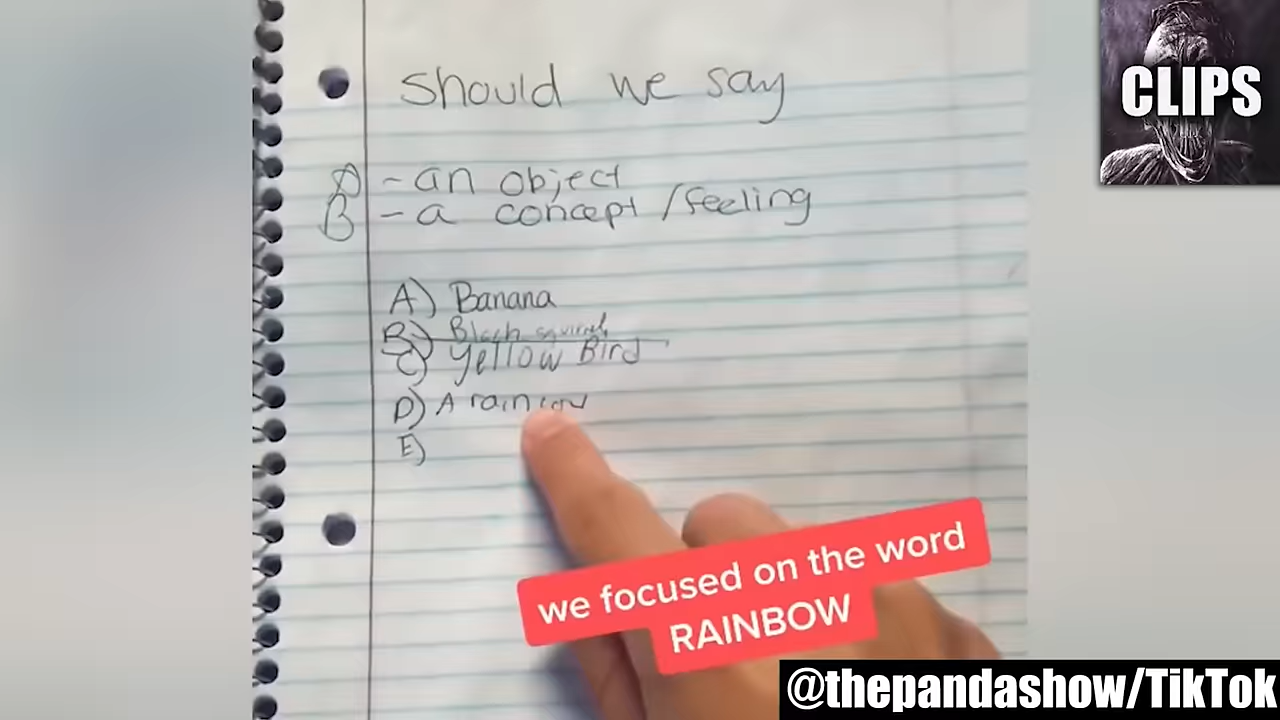 should we say
A - an object
B - a concept / feeling
A) Banana
B) Black squirrel
C) Yellow Bird
D) A rainbow
E)
we focused on the word
RAINBOW
CLIPS
@thepandashow/TikTok